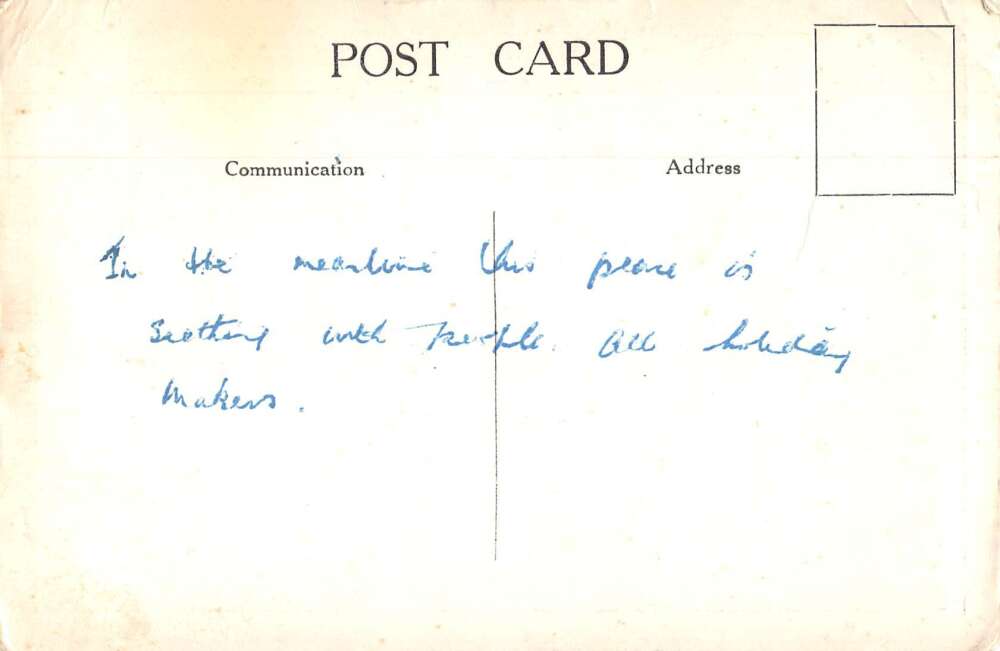 POST CARD
Communication
Address
In the meantime this place is
seething with people. All holiday
makers.